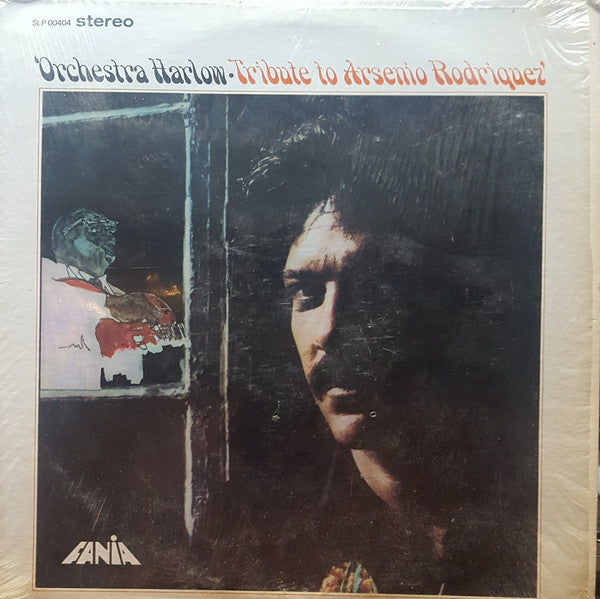 SLP 00404 stereo
'Orchestra Harlow - Tribute to Arsenio Rodriquez'
FANIA